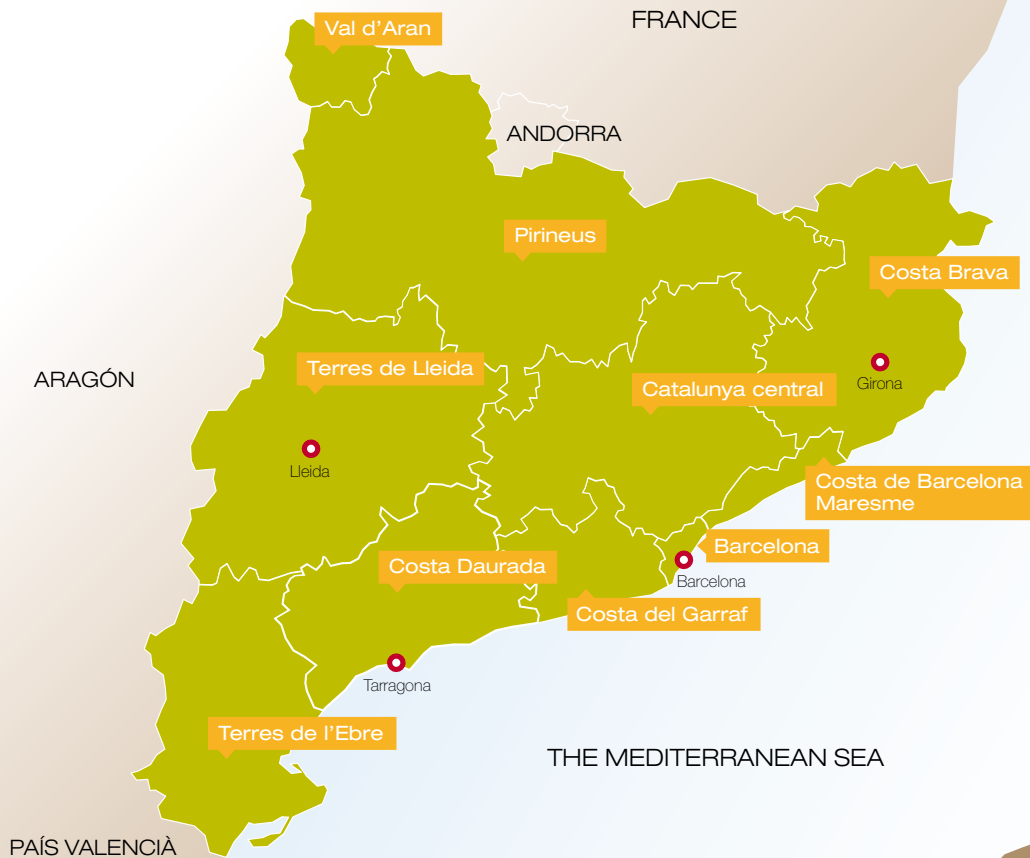 FRANCE
Val d'Aran
ANDORRA
Pirineus
Costa Brava
ARAGÓN
Terres de Lleida
Catalunya central
Girona
Lleida
Costa de Barcelona
Maresme
Barcelona
Barcelona
Costa Daurada
Costa del Garraf
Tarragona
Terres de l'Ebre
THE MEDITERRANEAN SEA
PAÍS VALENCIÀ